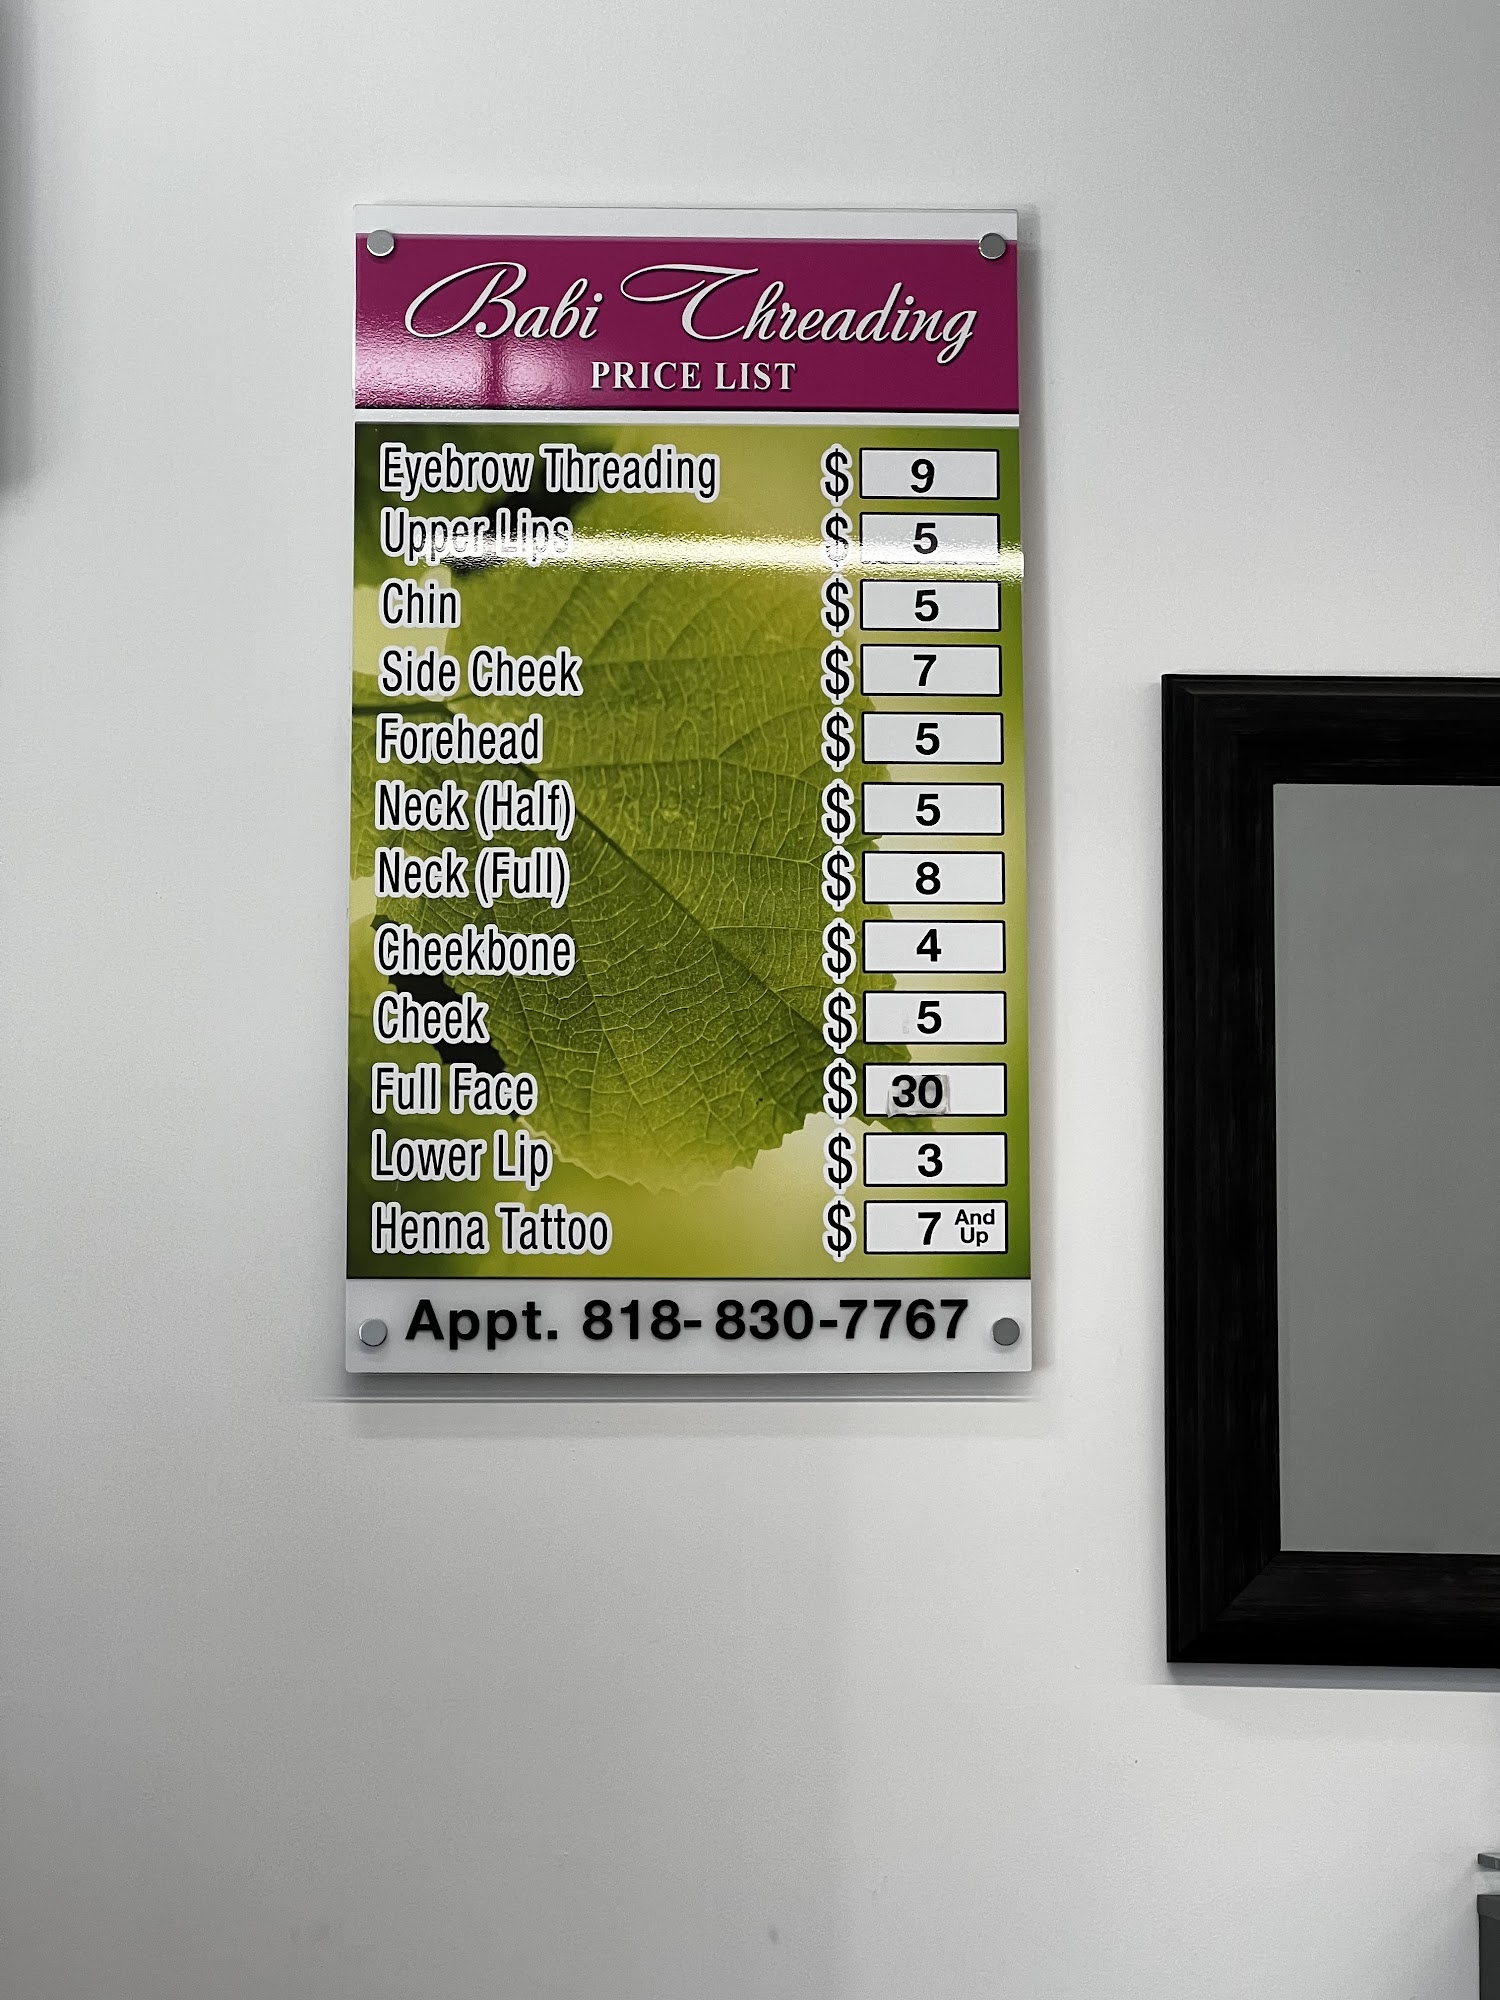 Babi Threading
PRICE LIST
Eyebrow Threading $ 9
Upper Lips $ 5
Chin $ 5
Side Cheek $ 7
Forehead $ 5
Neck (Half) $ 5
Neck (Full) $ 8
Cheekbone $ 4
Cheek $ 5
Full Face $ 30
Lower Lip $ 3
Henna Tattoo $ 7 And Up
Appt. 818-830-7767